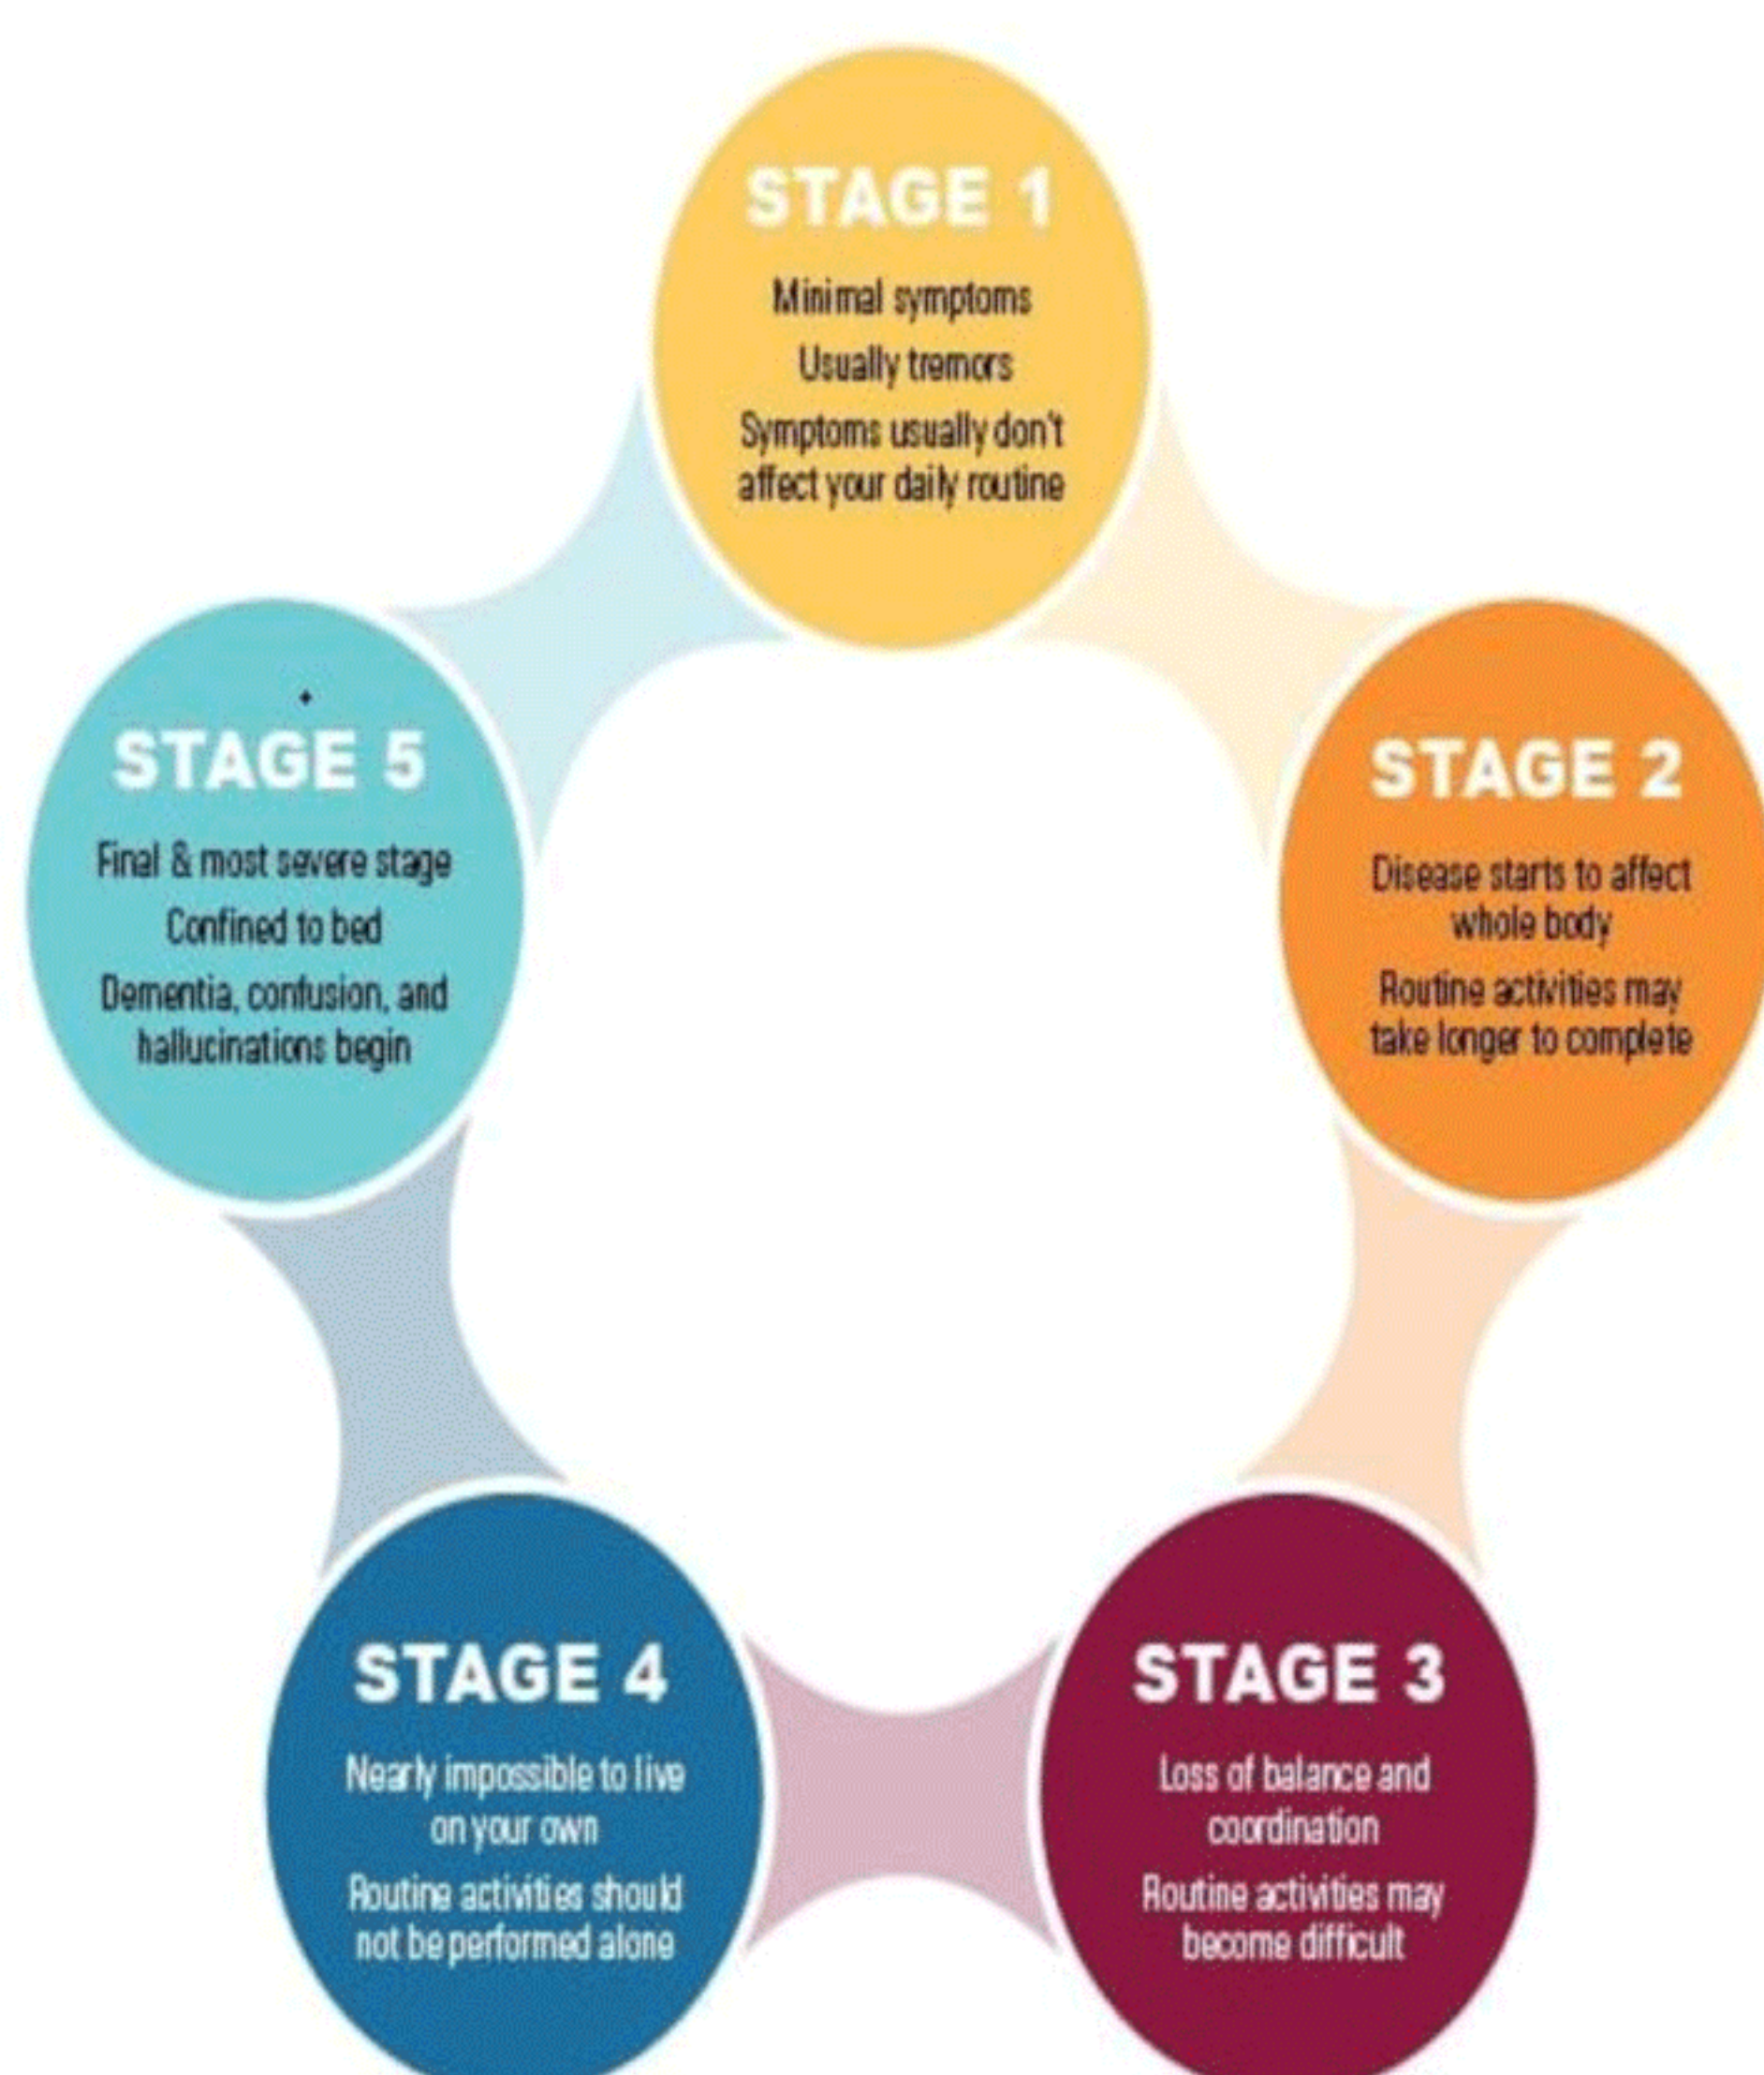 STAGE 1
Minimal symptoms
Usually tremors
Symptoms usually don't
affect your daily routine
STAGE 2
Disease starts to affect
whole body
Routine activities may
take longer to complete
STAGE 3
Loss of balance and
coordination
Routine activities may
become difficult
STAGE 4
Nearly impossible to live
on your own
Routine activities should
not be performed alone
STAGE 5
Final & most severe stage
Confined to bed
Dementia, confusion, and
hallucinations begin